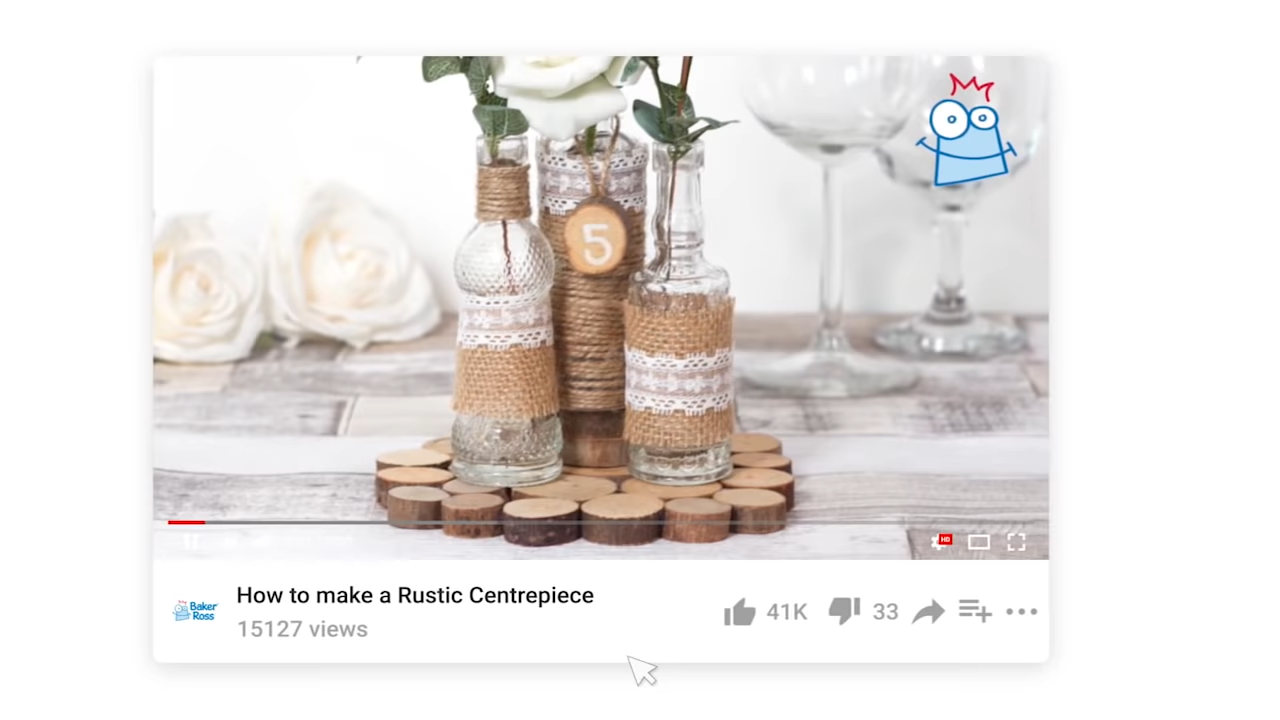 5
HD
Baker
Ross
How to make a Rustic Centrepiece
15127 views
41K
33